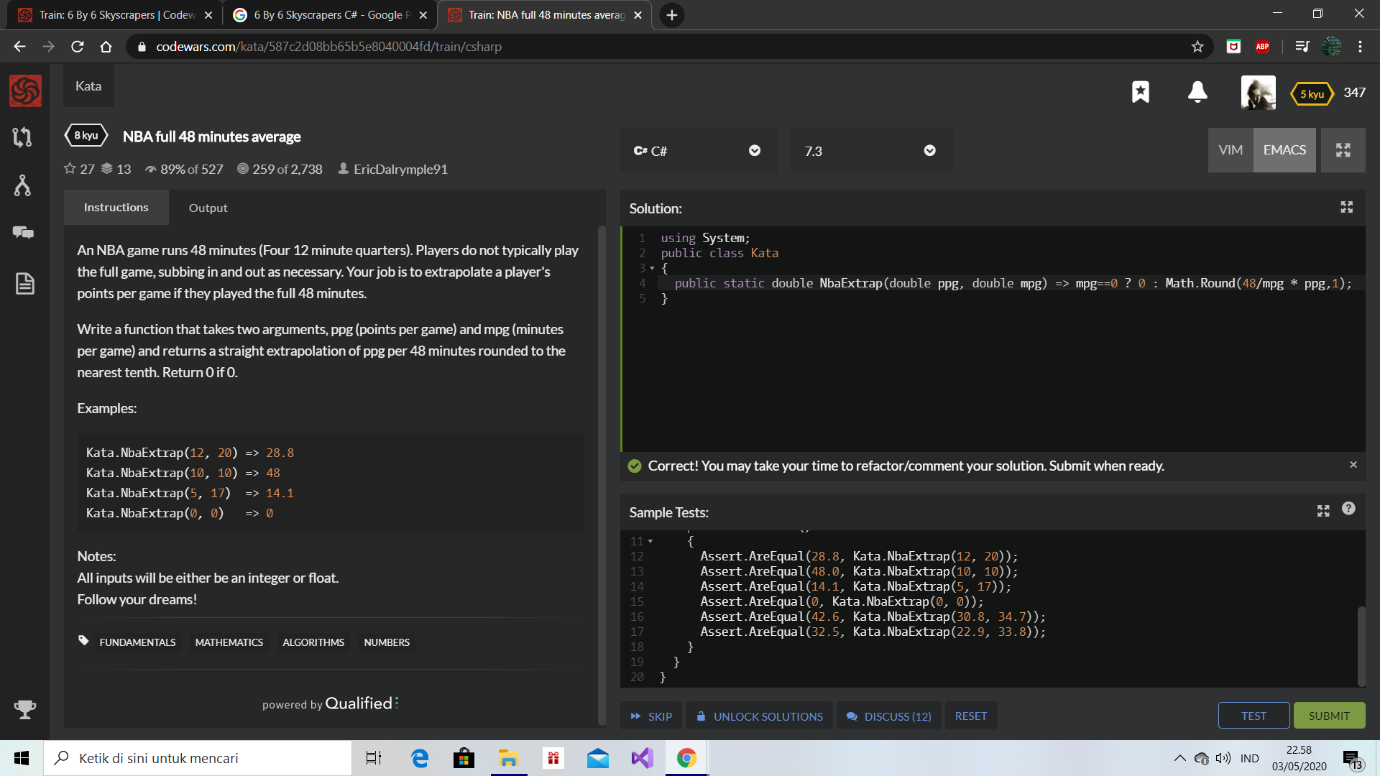 Train: 6 By 6 Skyscrapers | Codew
6 By 6 Skyscrapers C# - Google P
Train: NBA full 48 minutes averag
codewars.com/kata/587c2d08bb65b5e8040004fd/train/csharp
ABP
Kata
5 kyu
347
8 kyu
NBA full 48 minutes average
27
13
89% of 527
259 of 2,738
EricDalrymple91
C# C#
7.3
VIM
EMACS
Instructions
Output
An NBA game runs 48 minutes (Four 12 minute quarters). Players do not typically play
the full game, subbing in and out as necessary. Your job is to extrapolate a player's
points per game if they played the full 48 minutes.
Write a function that takes two arguments, ppg (points per game) and mpg (minutes
per game) and returns a straight extrapolation of ppg per 48 minutes rounded to the
nearest tenth. Return 0 if 0.
Examples:
Kata.NbaExtrap(12, 20) => 28.8
Kata.NbaExtrap(10, 10) => 48
Kata.NbaExtrap(5, 17) => 14.1
Kata.NbaExtrap(0, 0) => 0
Notes:
All inputs will be either be an integer or float.
Follow your dreams!
FUNDAMENTALS
MATHEMATICS
ALGORITHMS
NUMBERS
powered by Qualified
Solution:
1 using System;
2 public class Kata
3 {
4 public static double NbaExtrap(double ppg, double mpg) => mpg==0 ? 0 : Math.Round(48/mpg * ppg,1);
5 }
Correct! You may take your time to refactor/comment your solution. Submit when ready.
Sample Tests:
11 {
12 Assert.AreEqual(28.8, Kata.NbaExtrap(12, 20));
13 Assert.AreEqual(48.0, Kata.NbaExtrap(10, 10));
14 Assert.AreEqual(14.1, Kata.NbaExtrap(5, 17));
15 Assert.AreEqual(0, Kata.NbaExtrap(0, 0));
16 Assert.AreEqual(42.6, Kata.NbaExtrap(30.8, 34.7));
17 Assert.AreEqual(32.5, Kata.NbaExtrap(22.9, 33.8));
18 }
19 }
20 }
SKIP
UNLOCK SOLUTIONS
DISCUSS (12)
RESET
TEST
SUBMIT
Ketik di sini untuk mencari
IND
22.58
03/05/2020
13